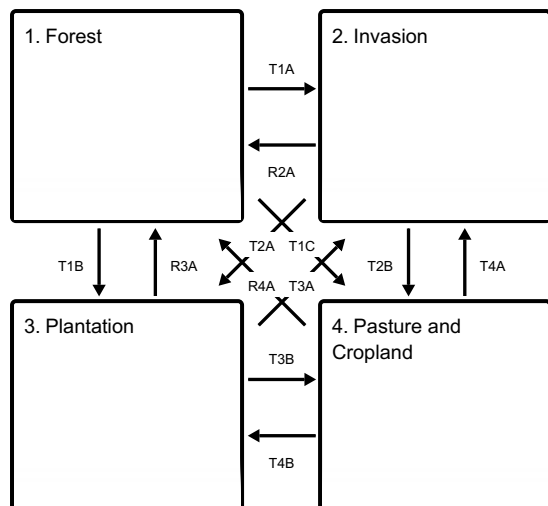 1. Forest
2. Invasion
T1A
R2A
T2A
T1C
T1B
R3A
T2B
T4A
R4A
T3A
3. Plantation
4. Pasture and
Cropland
T3B
T4B